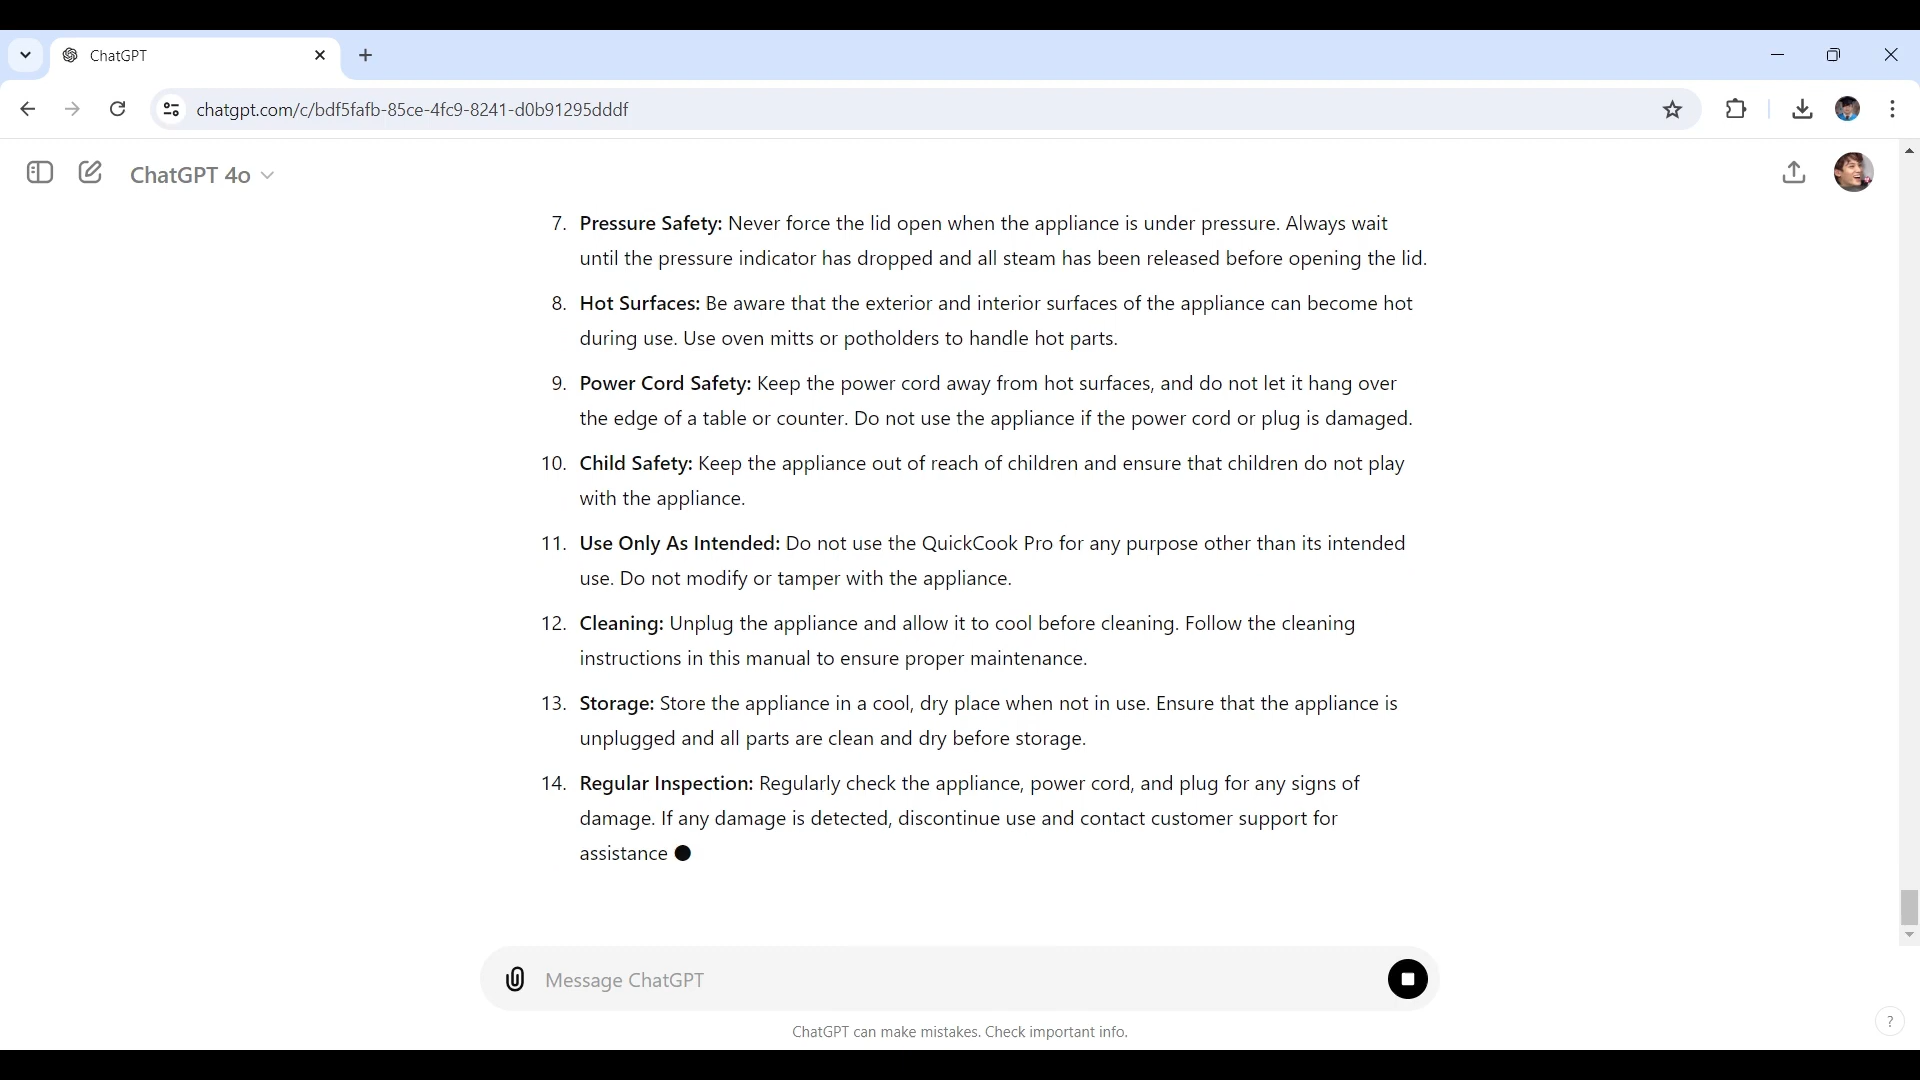 ChatGPT
chatgpt.com/c/bdf5fafb-85ce-4fc9-8241-d0b91295dddf
ChatGPT 4o
7. Pressure Safety: Never force the lid open when the appliance is under pressure. Always wait
until the pressure indicator has dropped and all steam has been released before opening the lid.
8. Hot Surfaces: Be aware that the exterior and interior surfaces of the appliance can become hot
during use. Use oven mitts or potholders to handle hot parts.
9. Power Cord Safety: Keep the power cord away from hot surfaces, and do not let it hang over
the edge of a table or counter. Do not use the appliance if the power cord or plug is damaged.
10. Child Safety: Keep the appliance out of reach of children and ensure that children do not play
with the appliance.
11. Use Only As Intended: Do not use the QuickCook Pro for any purpose other than its intended
use. Do not modify or tamper with the appliance.
12. Cleaning: Unplug the appliance and allow it to cool before cleaning. Follow the cleaning
instructions in this manual to ensure proper maintenance.
13. Storage: Store the appliance in a cool, dry place when not in use. Ensure that the appliance is
unplugged and all parts are clean and dry before storage.
14. Regular Inspection: Regularly check the appliance, power cord, and plug for any signs of
damage. If any damage is detected, discontinue use and contact customer support for
assistance
Message ChatGPT
ChatGPT can make mistakes. Check important info.
?